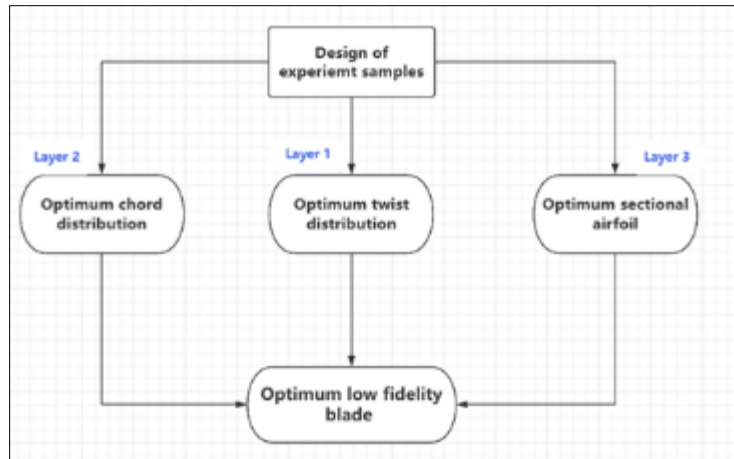 Design of
experiemt samples
Layer 2
Layer 1
Layer 3
Optimum chord
distribution
Optimum twist
distribution
Optimum sectional
airfoil
Optimum low fidelity
blade